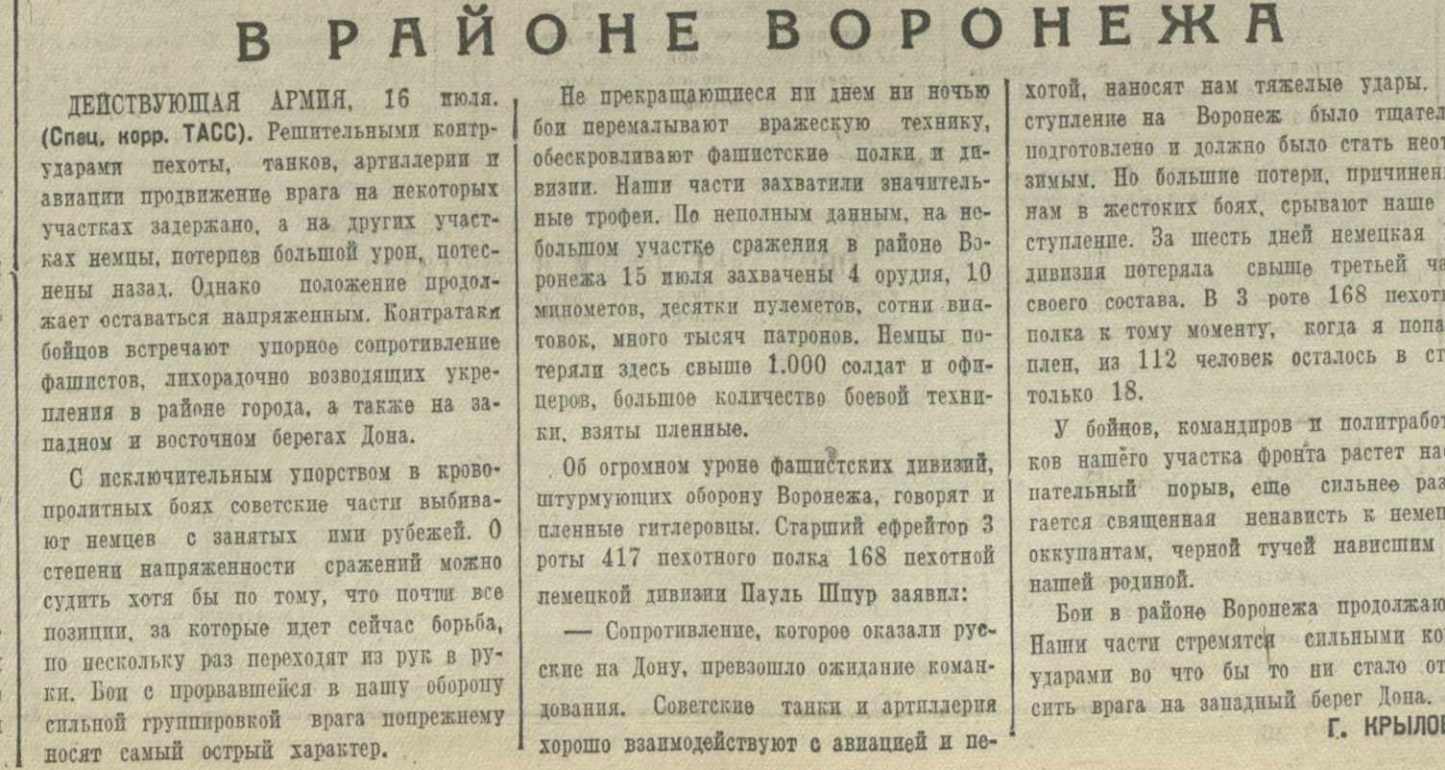 В РАЙОНЕ ВОРОНЕЖА
ДЕЙСТВУЮЩАЯ АРМИЯ, 16 июля.
(Спец. корр. ТАСС). Решительными контр-
ударами пехоты, танков, артиллерии и
авиации продвижение врага на некоторых
участках задержано, а на других участ-
ках немцы, потерпев большой урон, потес-
нены назад. Однако положение продол-
жает оставаться напряженным. Контратаки
бойцов встречают упорное сопротивление
фашистов, лихорадочно возводящих укре-
пления в районе города, а также на за-
падном и восточном берегах Дона.
С исключительным упорством в крово-
пролитных боях советские части выбива-
ют немцев с занятых ими рубежей. О
степени напряженности сражений можно
судить хотя бы по тому, что почти все
позиции, за которые идет сейчас борьба,
по нескольку раз переходят из рук в ру-
ки. Бои с прорвавшейся в нашу оборону
сильной группировкой врага попрежнему
носят самый острый характер.
Не прекращающиеся ни днем ни ночью
бои перемалывают вражескую технику,
обескровливают фашистские полки и ди-
визии. Наши части захватили значитель-
ные трофеи. По неполным данным, на не-
большом участке сражения в районе Во-
ронежа 15 июля захвачены 4 орудия, 10
минометов, десятки пулеметов, сотни вин-
товок, много тысяч патронов. Немцы по-
теряли здесь свыше 1.000 солдат и офи-
церов, большое количество боевой техни-
ки, взяты пленные.
Об огромном уроне фашистских дивизий,
штурмующих оборону Воронежа, говорят и
пленные гитлеровцы. Старший ефрейтор 3
роты 417 пехотного полка 168 пехотной
немецкой дивизии Пауль Шпур заявил:
— Сопротивление, которое оказали рус-
ские на Дону, превзошло ожидание коман-
дования. Советские танки и артиллерия
хорошо взаимодействуют с авиацией и пе-
хотой, наносят нам тяжелые удары.
ступление на Воронеж было тщател
подготовлено и должно было стать неот
зимым. Но большие потери, причинен
нам в жестоких боях, срывают наше
ступление. За шесть дней немецкая
дивизия потеряла свыше третьей ча
своего состава. В 3 роте 168 пехотн
полка к тому моменту, когда я попа
плен, из 112 человек осталось в ст
только 18.
У бойцов, командиров и политработ
ков нашего участка фронта растет нас
пательный порыв, еще сильнее раз
гается священная ненависть к немец
оккупантам, черной тучей нависшим
нашей родиной.
Бои в районе Воронежа продолжаю
Наши части стремятся сильными ко
ударами во что бы то ни стало от
сить врага на западный берег Дона.
Г. КРЫЛОВ